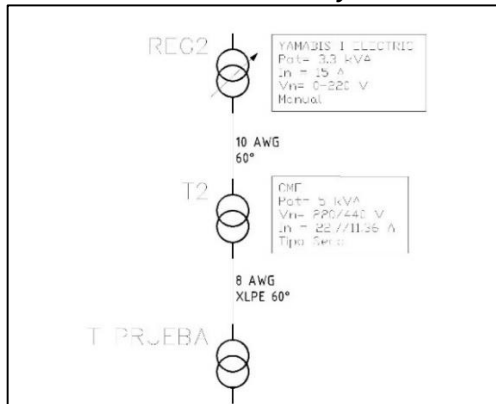 REG2
YAMABIS I ELECTRIC
Pot= 3.3 kVA
In = 15 A
Vn= 0-220 V
Manual
10 AWG
60°
T2
CME
Pot= 5 kVA
Vn= 220/440 V
In = 22.7/11.36 A
Tipo Seco
8 AWG
XLPE 60°
T PRUEBA